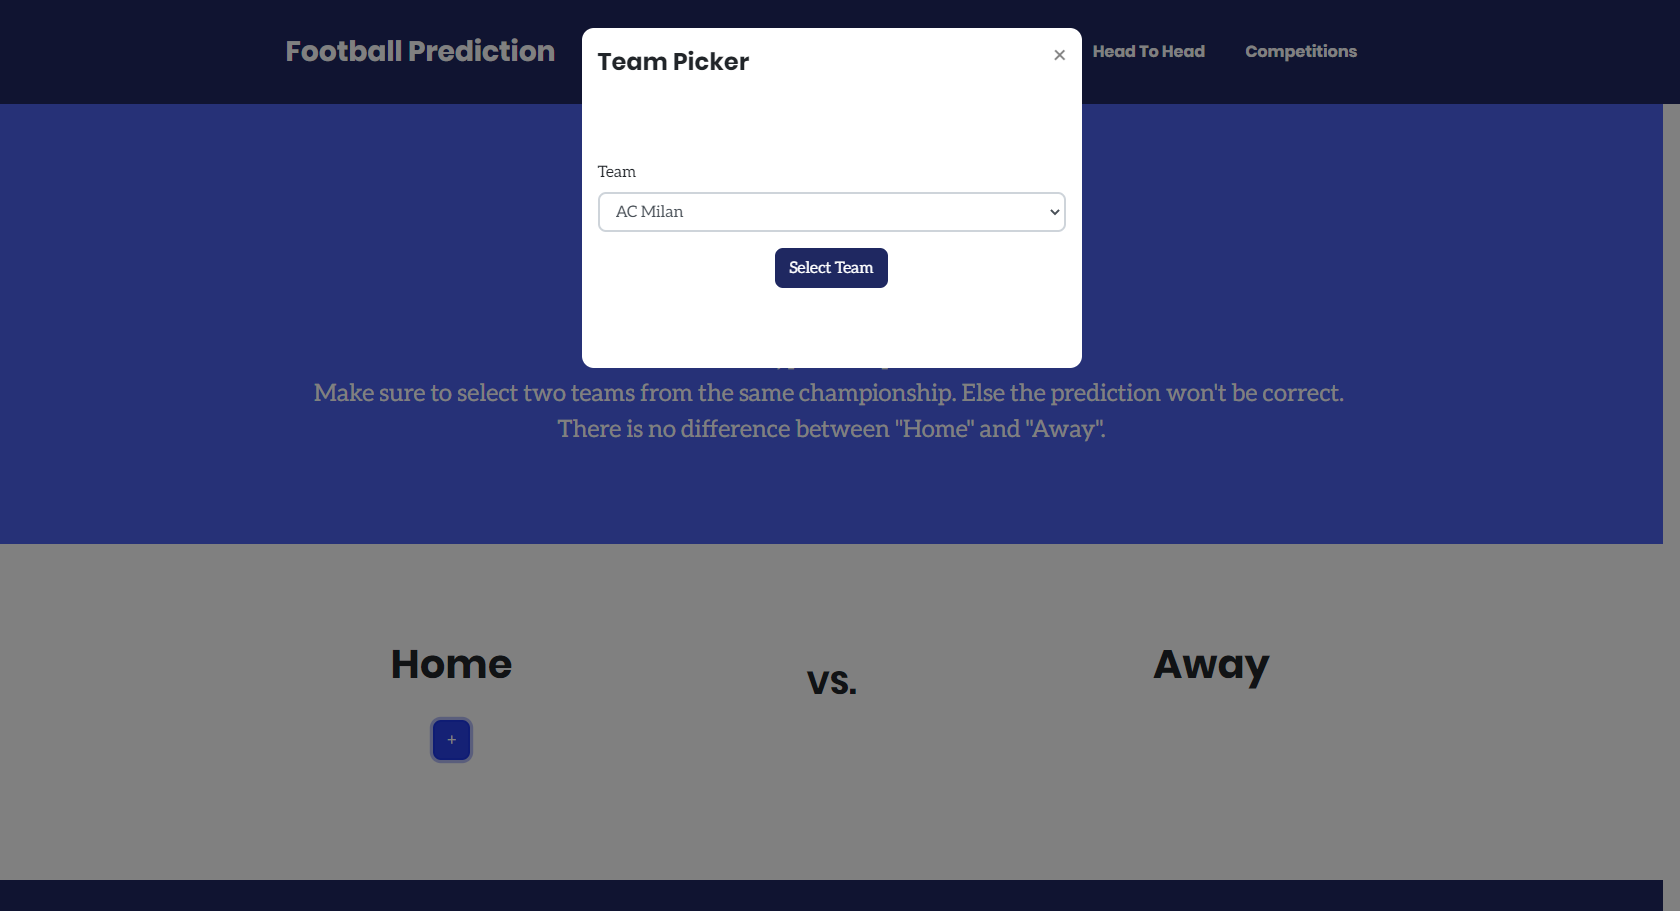 Football Prediction
Head To Head
Competitions
Team Picker
×
Team
AC Milan
Select Team
Make sure to select two teams from the same championship. Else the prediction won't be correct.
There is no difference between "Home" and "Away".
Home
VS.
Away
+